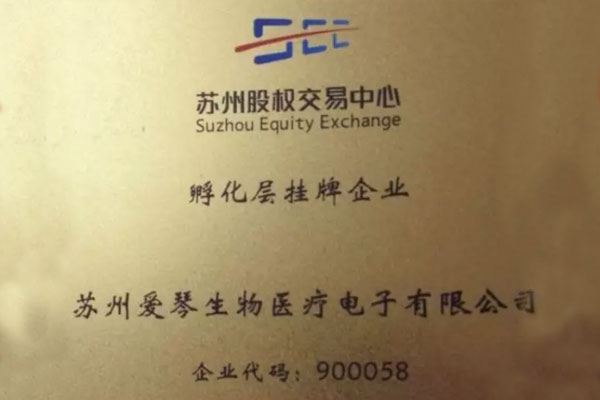 SEE
苏州股权交易中心
Suzhou Equity Exchange
孵化层挂牌企业
苏州爱琴生物医疗电子有限公司
企业代码：900058